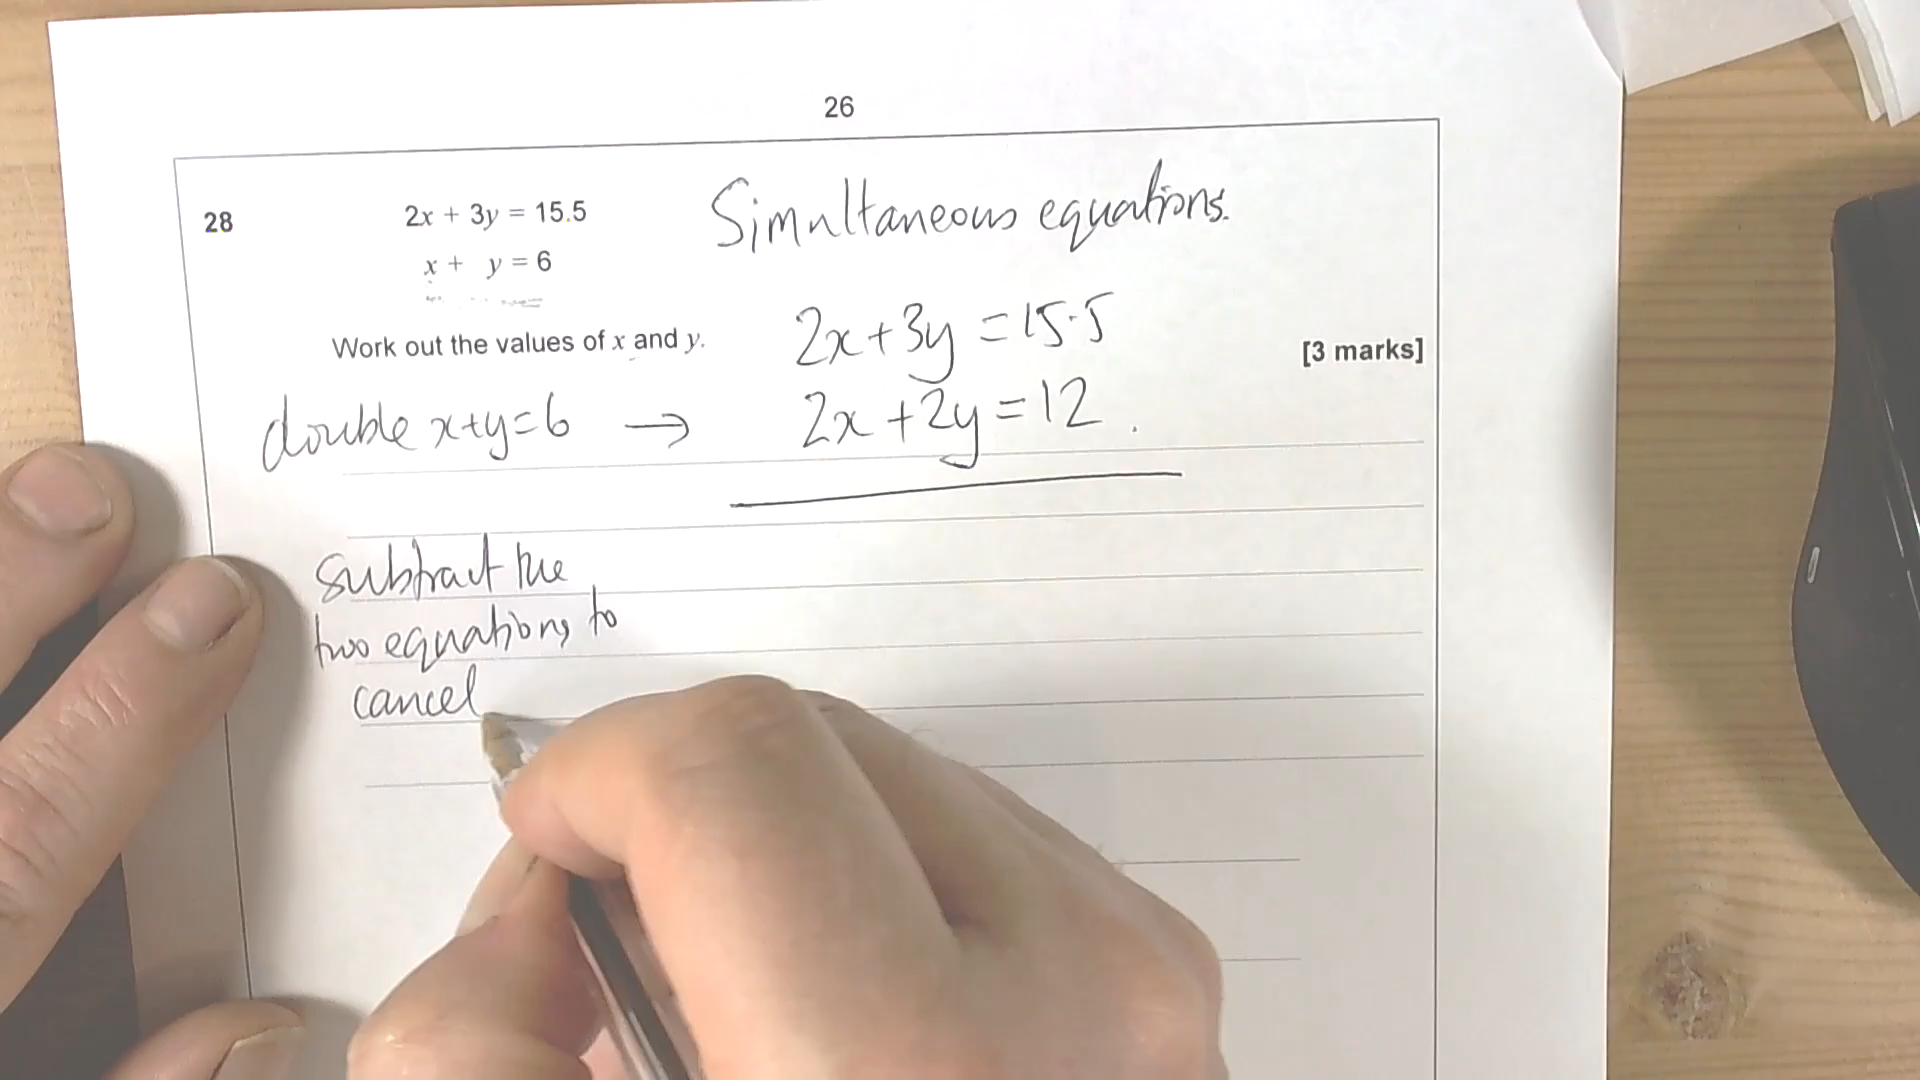 26
28
2x + 3y = 15.5
x + y = 6
Simultaneous equations.
Work out the values of x and y.
[3 marks]
2x + 3y = 15.5
double x+y=6 → 2x + 2y = 12.
subtract the
two equations to
cancel